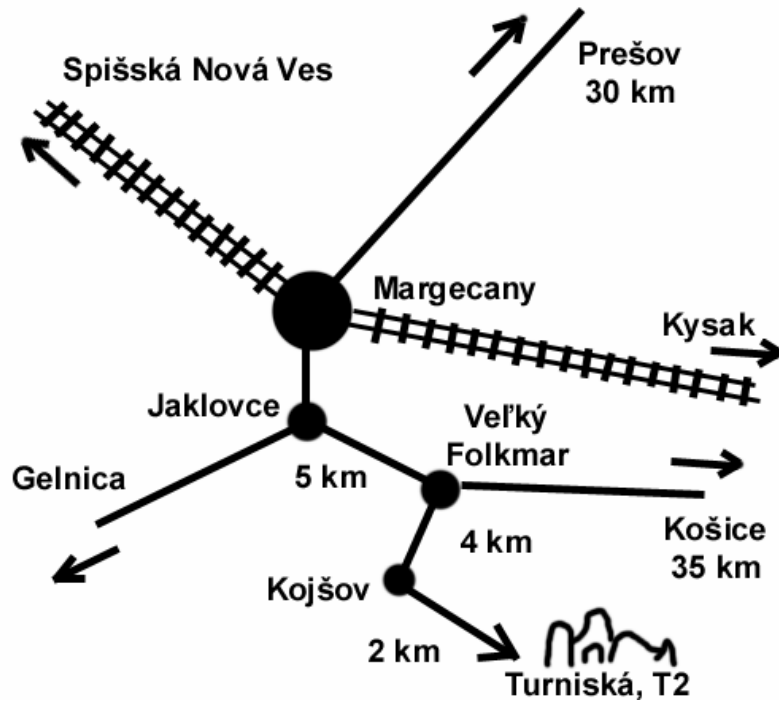 Spišská Nová Ves
Prešov
30 km
Margecany
Kysak
Jaklovce
Veľký
Folkmar
Gelnica
5 km
Košice
35 km
4 km
Kojšov
2 km
Turniská, T2